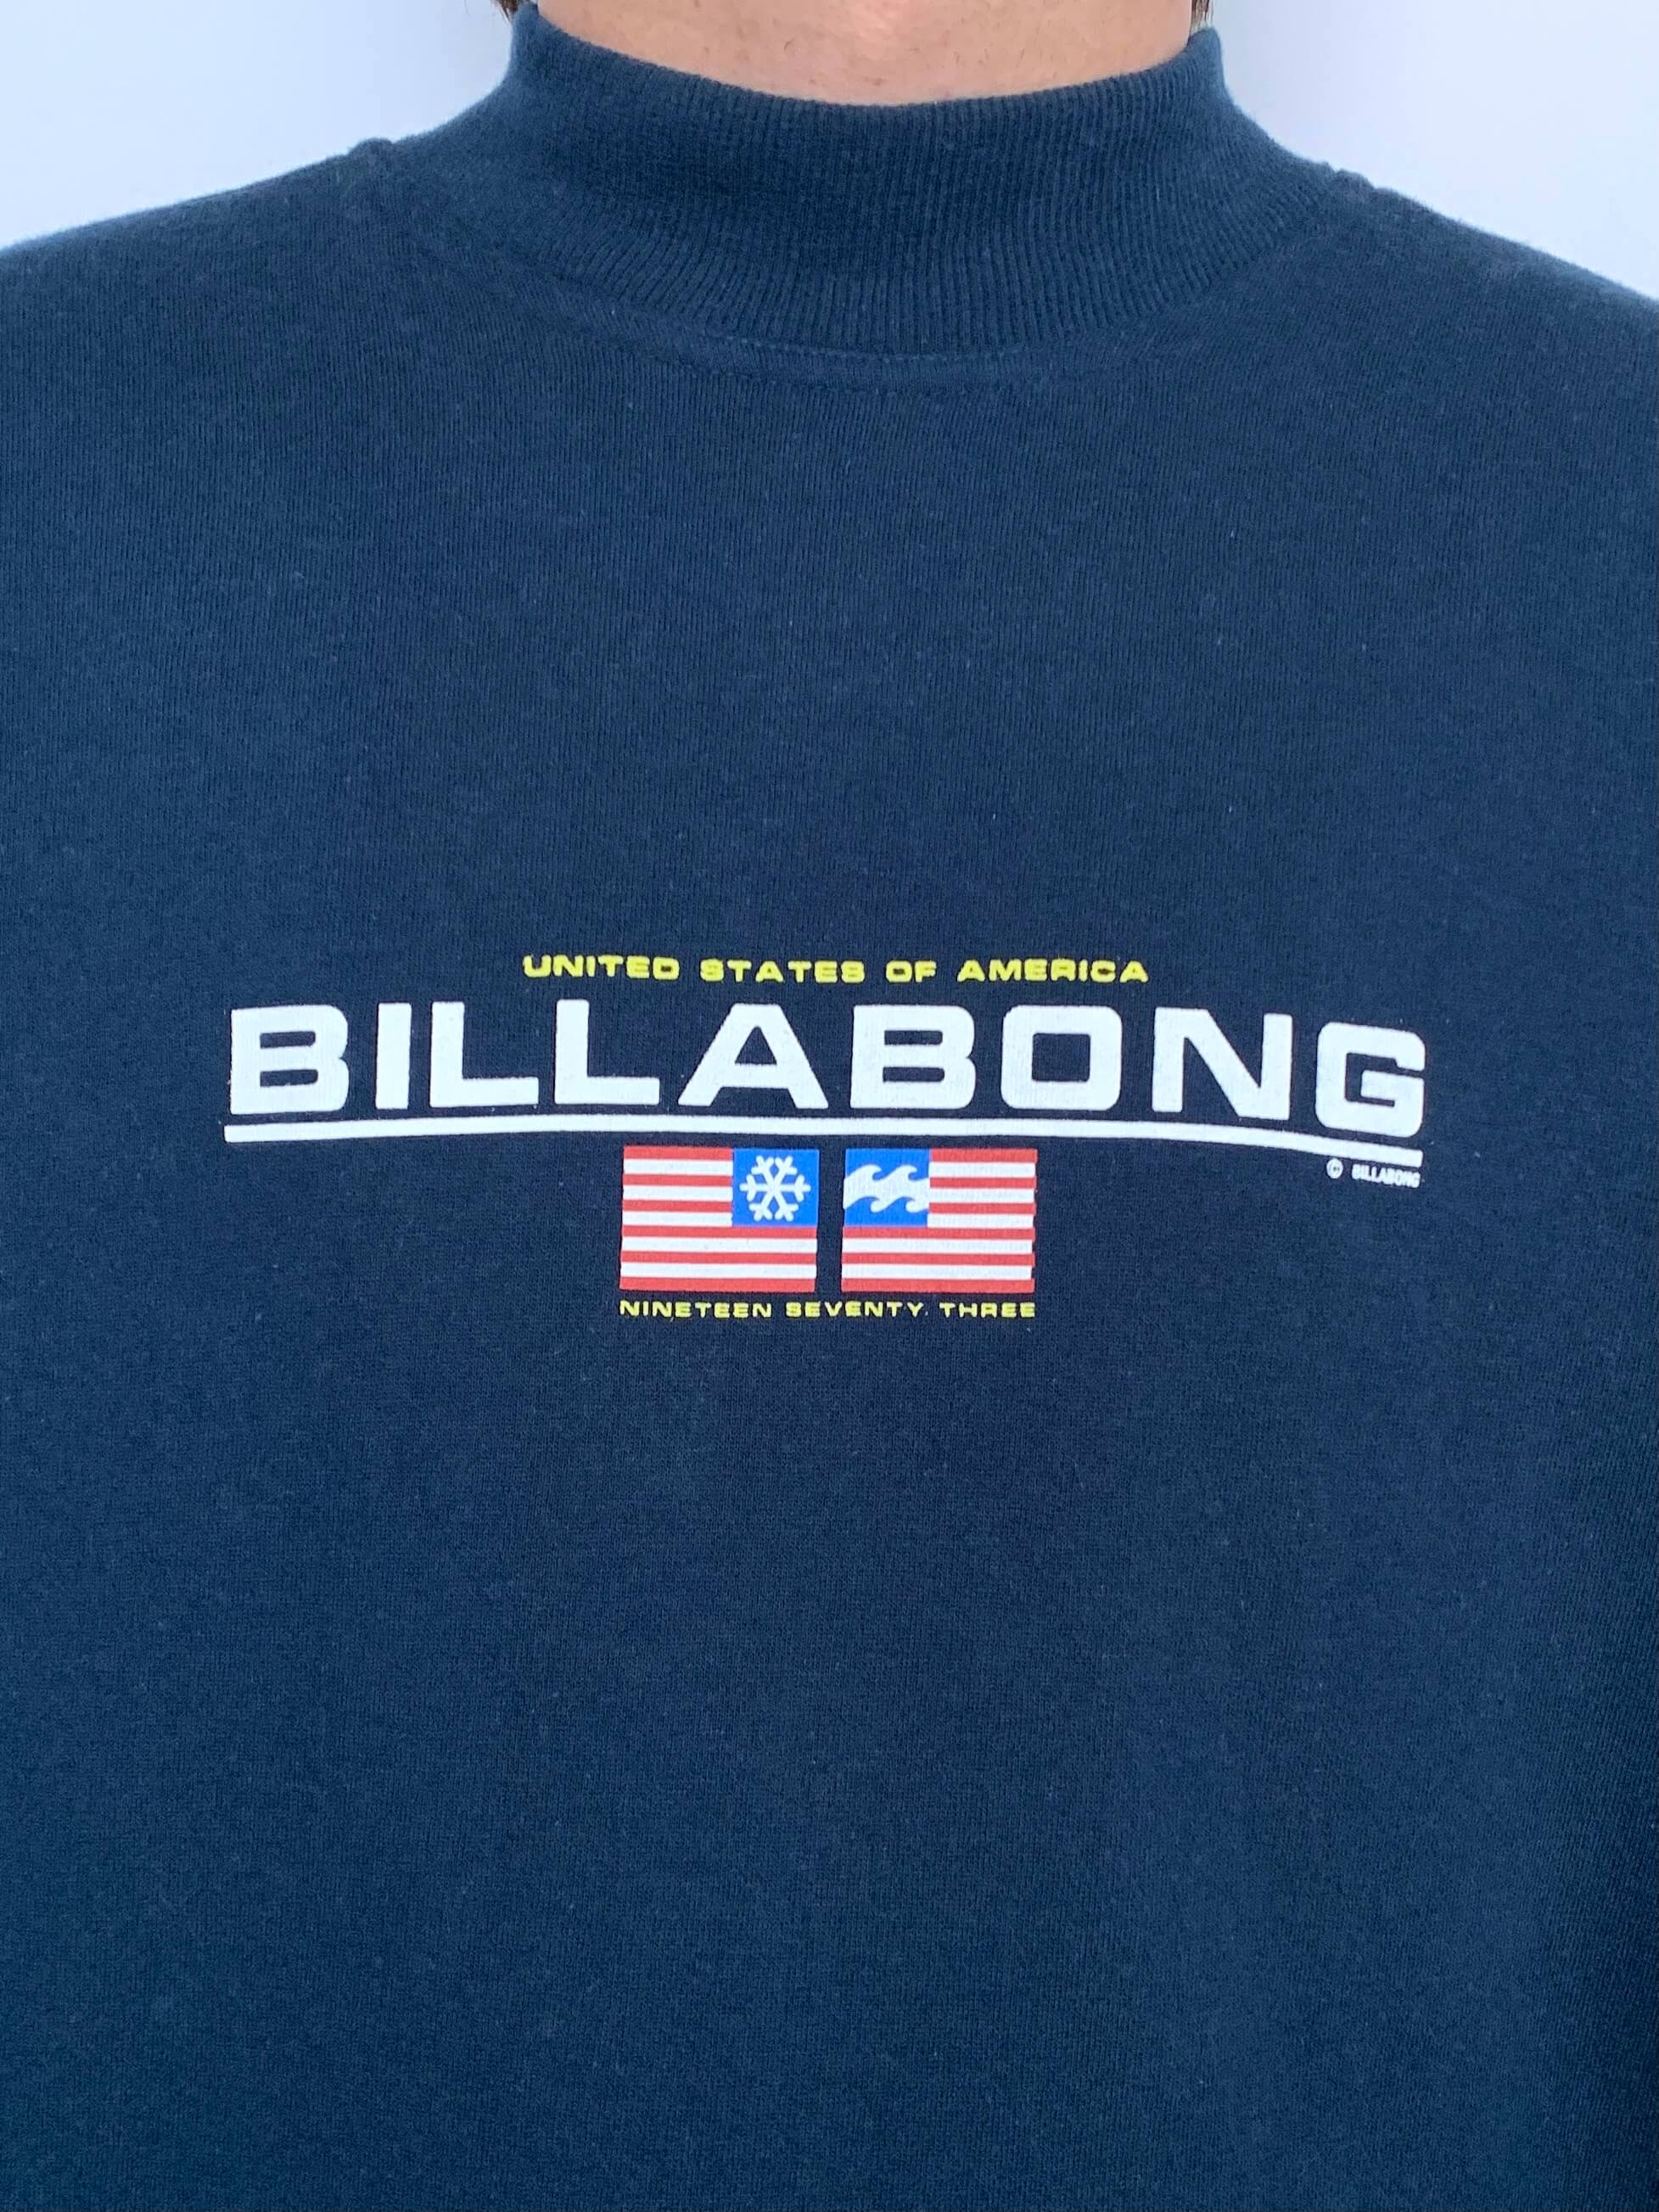 UNITED STATES OF AMERICA
BILLABONG
© BILLABONG
NINETEEN SEVENTY THREE